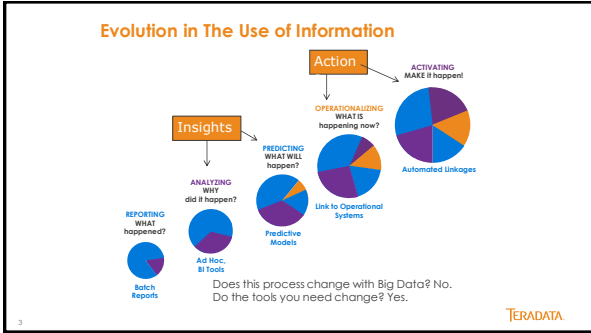 Evolution in The Use of Information
Action
ACTIVATING
MAKE it happen!
OPERATIONALIZING
WHAT IS
happening now?
Insights
PREDICTING
WHAT WILL
happen?
Automated Linkages
ANALYZING
WHY
did it happen?
Link to Operational
Systems
REPORTING
WHAT
happened?
Predictive
Models
Ad Hoc,
BI Tools
Batch
Reports
Does this process change with Big Data? No.
Do the tools you need change? Yes.
3
TERADATA